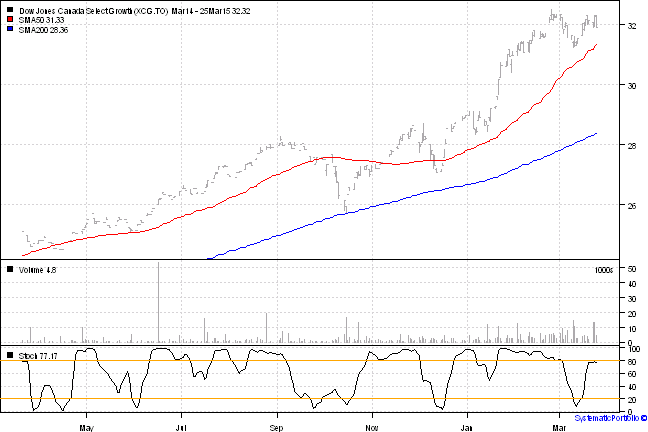 Dow Jones Canada Select Growth (XCG.TO) Mar14 - 25Mar15 32.32
SMA50 31.33
SMA200 28.36
32
30
28
26
Volume 4.8
1000s
50
40
30
20
10
0
Stoch 77.17
100
80
60
40
20
0
May Jul Sep Nov Jan Mar
SystematicPortfolio ©